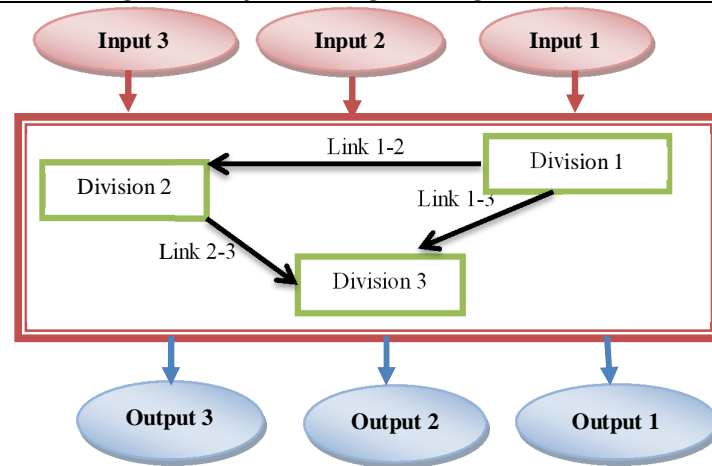 Input 3
Input 2
Input 1
Link 1-2
Division 1
Division 2
Link 1-3
Link 2-3
Division 3
Output 3
Output 2
Output 1